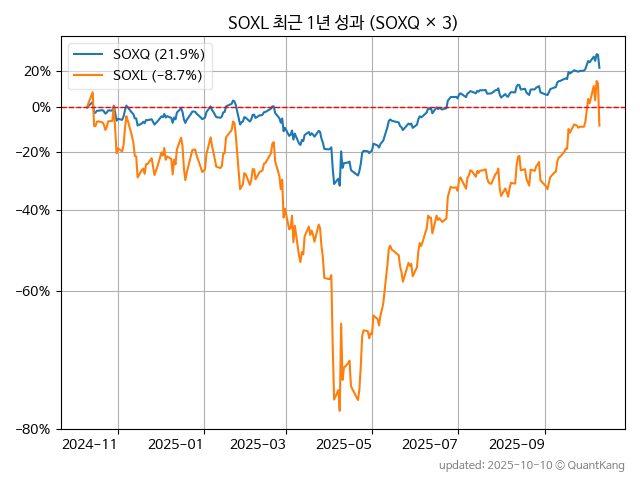 SOXL 최근 1년 성과 (SOXQ × 3)
SOXQ (21.9%)
SOXL (−8.7%)
20%
0%
−20%
−40%
−60%
−80%
2024−11 2025−01 2025−03 2025−05 2025−07 2025−09
updated: 2025-10-10 © QuantKang